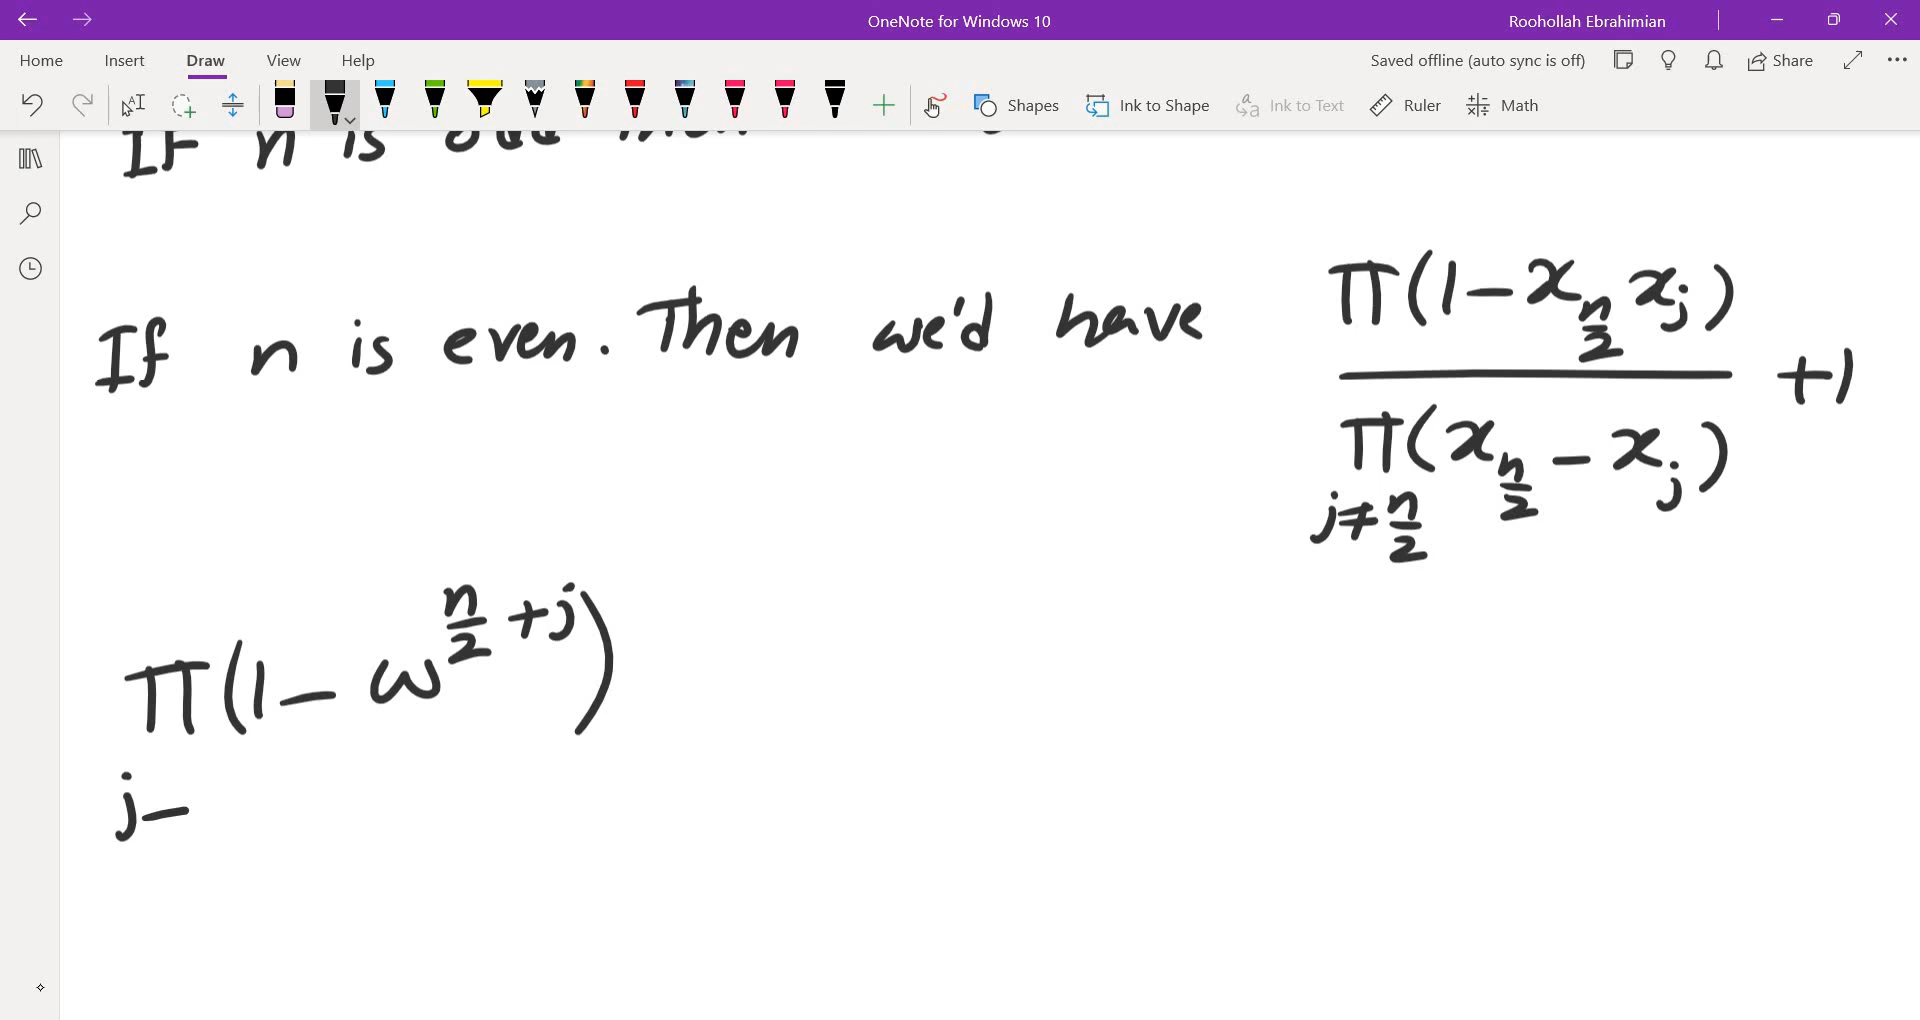 OneNote for Windows 10
Roohollah Ebrahimian
Home Insert Draw View Help
Saved offline (auto sync is off) Share
Shapes Ink to Shape Ink to Text Ruler Math
If n is odd then
If n is even. Then we'd have
∏(1-x_{n/2} x_j)
+1
∏(x_{n/2} - x_j)
j≠n/2
∏(1-ω^{n/2+j})
j-